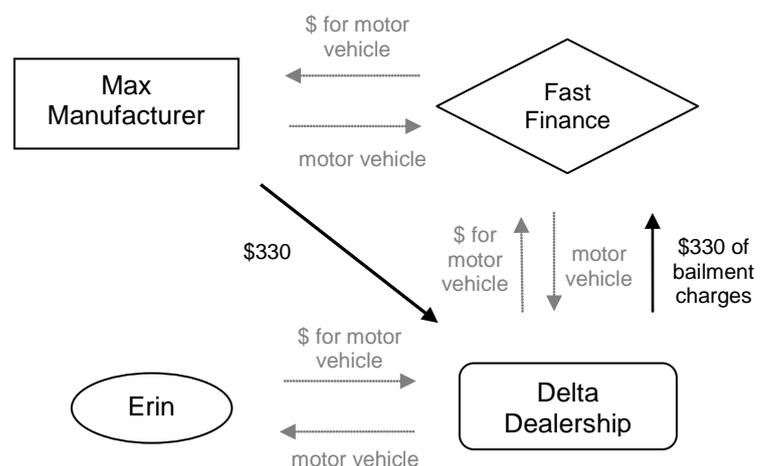 $ for motor
vehicle
Max
Manufacturer
Fast
Finance
motor vehicle
$330
$ for
motor
vehicle
motor
vehicle
$330 of
bailment
charges
$ for motor
vehicle
Erin
Delta
Dealership
motor vehicle